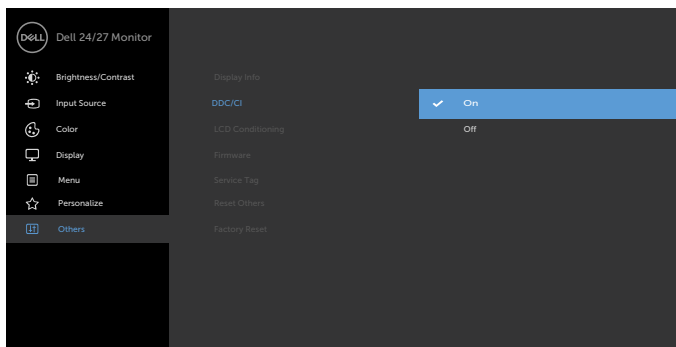 DELL Dell 24/27 Monitor
Brightness/Contrast
Input Source
Color
Display
Menu
Personalize
Others
Display Info
DDC/CI
LCD Conditioning
Firmware
Service Tag
Reset Others
Factory Reset
On
Off